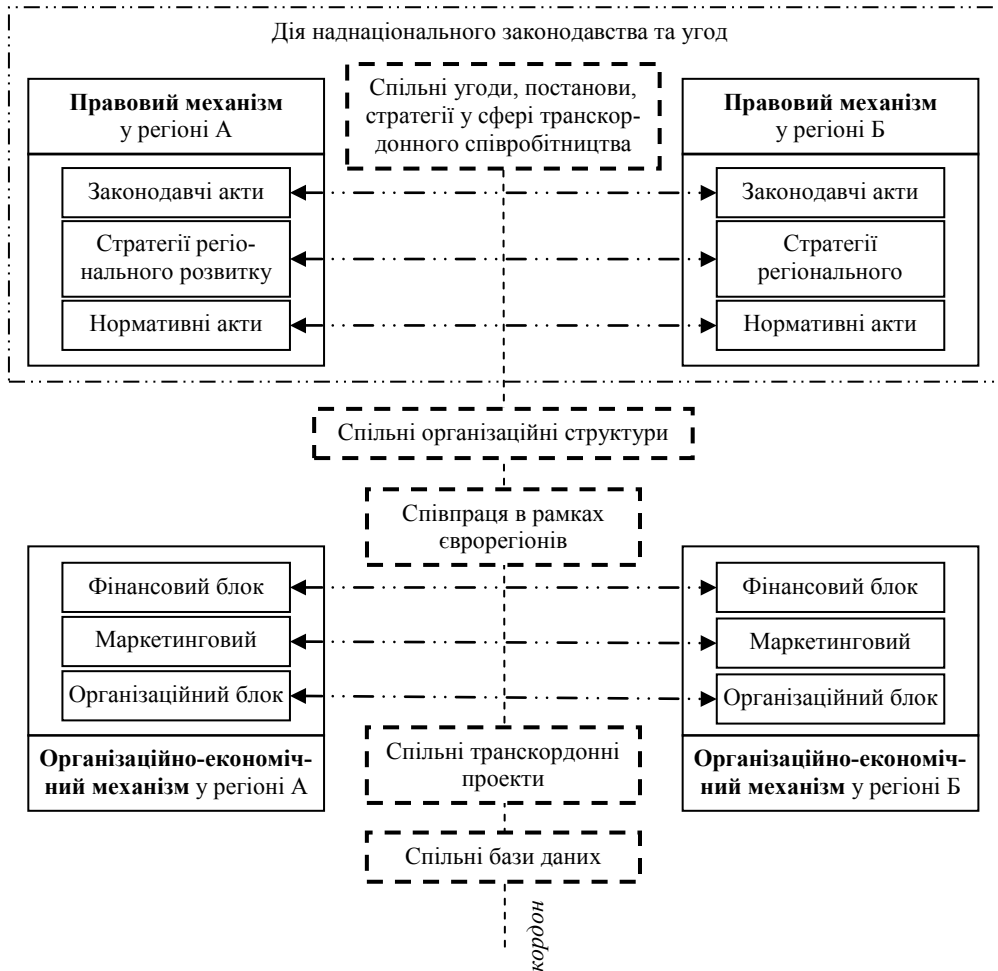 Дія наднаціонального законодавства та угод
Правовий механізм
у регіоні А
Законодавчі акти
Стратегії регіо-
нального розвитку
Нормативні акти
Спільні угоди, постанови,
стратегії у сфері транскор-
донного співробітництва
Правовий механізм
у регіоні Б
Законодавчі акти
Стратегії
регіонального
Нормативні акти
Спільні організаційні структури
Співпраця в рамках
єврорегіонів
Фінансовий блок
Маркетинговий
Організаційний блок
Організаційно-економіч-
ний механізм у регіоні А
Фінансовий блок
Маркетинговий
Організаційний блок
Організаційно-економіч-
ний механізм у регіоні Б
Спільні транскордонні
проекти
Спільні бази даних
кордон